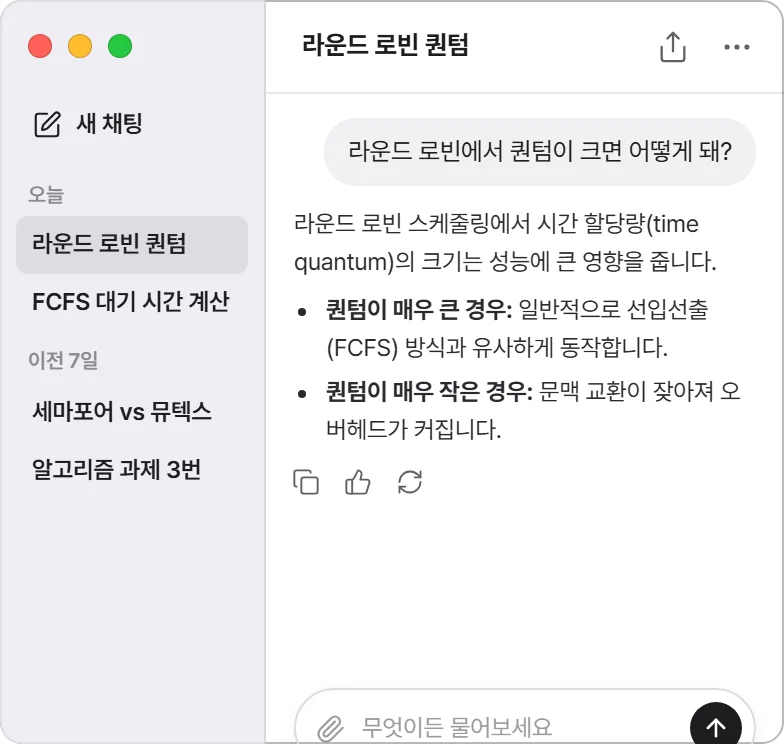 새 채팅
오늘
라운드 로빈 퀀텀
FCFS 대기 시간 계산
이전 7일
세마포어 vs 뮤텍스
알고리즘 과제 3번
라운드 로빈 퀀텀
라운드 로빈에서 퀀텀이 크면 어떻게 돼?
라운드 로빈 스케줄링에서 시간 할당량(time
quantum)의 크기는 성능에 큰 영향을 줍니다.
• 퀀텀이 매우 큰 경우: 일반적으로 선입선출
(FCFS) 방식과 유사하게 동작합니다.
• 퀀텀이 매우 작은 경우: 문맥 교환이 잦아져 오
버헤드가 커집니다.
무엇이든 물어보세요